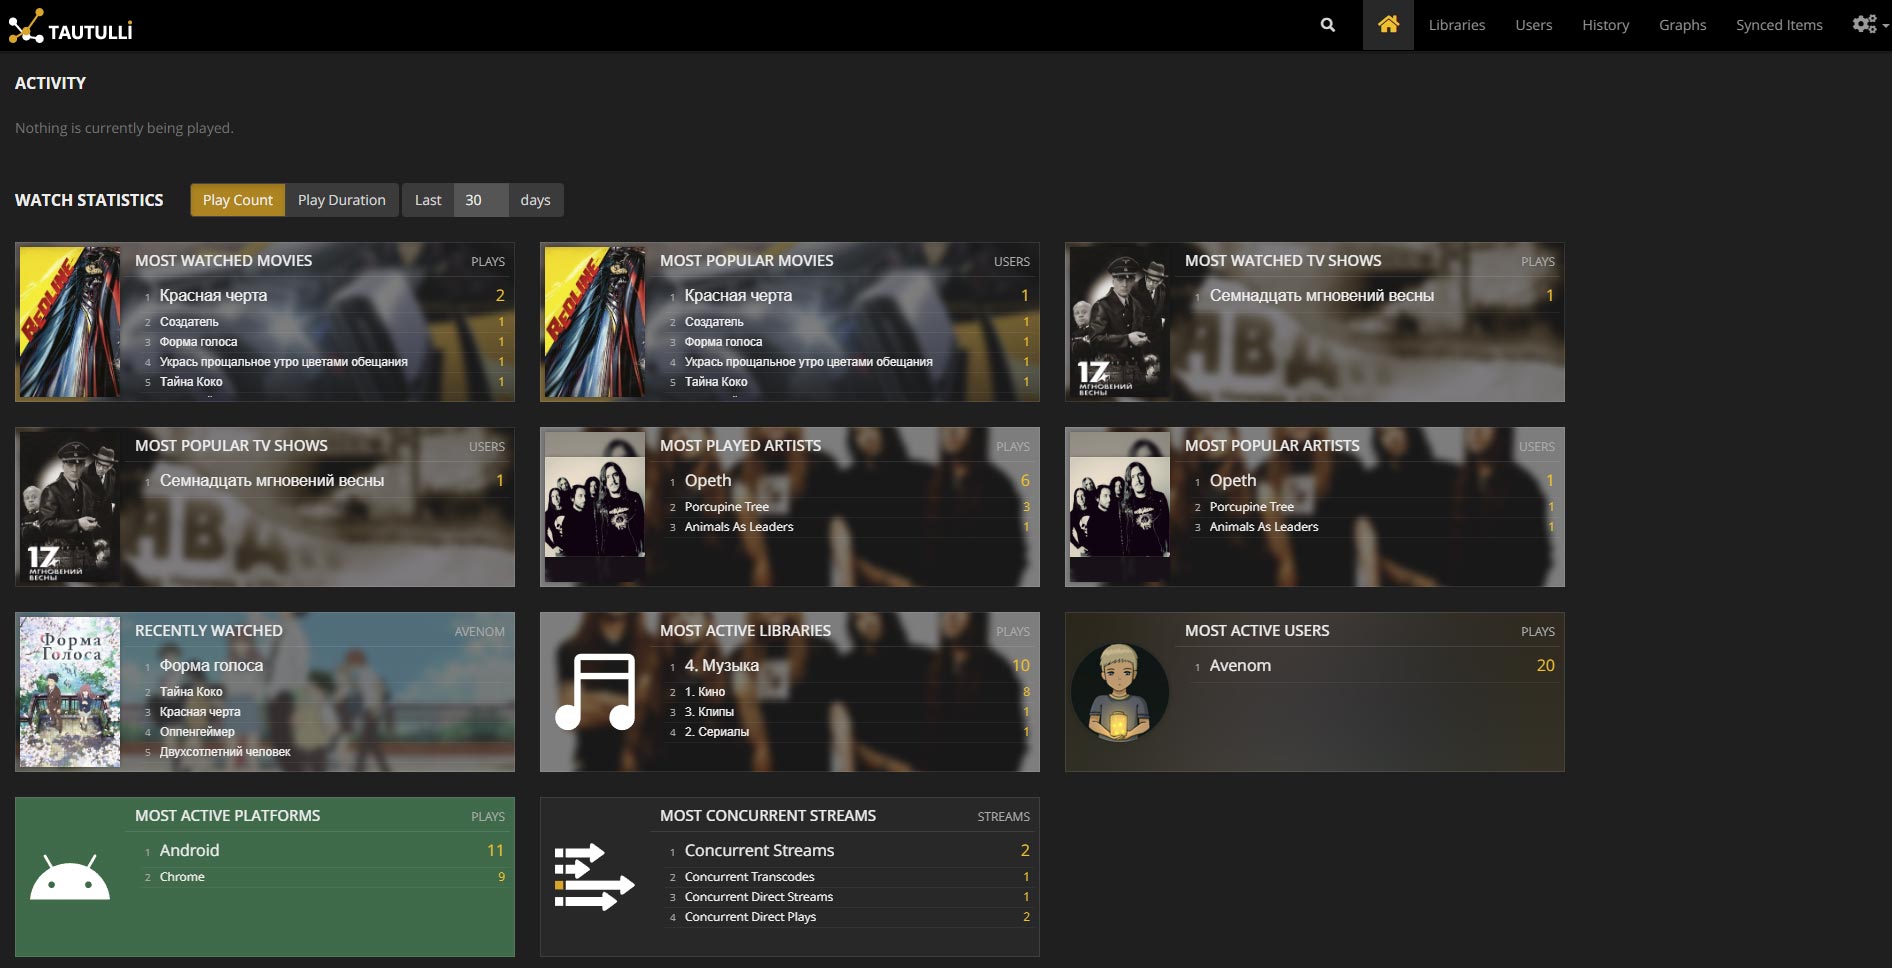 TAUTULLI
Libraries Users History Graphs Synced Items
ACTIVITY
Nothing is currently being played.
WATCH STATISTICS Play Count Play Duration Last 30 days
REDLINE
MOST WATCHED MOVIES PLAYS
1 Красная черта 2
2 Создатель 1
3 Форма голоса 1
4 Укрась прощальное утро цветами обещания 1
5 Тайна Коко 1
REDLINE
MOST POPULAR MOVIES USERS
1 Красная черта 1
2 Создатель 1
3 Форма голоса 1
4 Укрась прощальное утро цветами обещания 1
5 Тайна Коко 1
17
МГНОВЕНИЙ
ВЕСНЫ
MOST WATCHED TV SHOWS PLAYS
1 Семнадцать мгновений весны 1
17
МГНОВЕНИЙ
ВЕСНЫ
MOST POPULAR TV SHOWS USERS
1 Семнадцать мгновений весны 1
MOST PLAYED ARTISTS PLAYS
1 Opeth 6
2 Porcupine Tree 3
3 Animals As Leaders 1
MOST POPULAR ARTISTS USERS
1 Opeth 1
2 Porcupine Tree 1
3 Animals As Leaders 1
Форма
Голоса
RECENTLY WATCHED AVENOM
1 Форма голоса
2 Тайна Коко
3 Красная черта
4 Оппенгеймер
5 Двухсотлетний человек
MOST ACTIVE LIBRARIES PLAYS
1 4. Музыка 10
2 1. Кино 8
3 3. Клипы 1
4 2. Сериалы 1
MOST ACTIVE USERS PLAYS
1 Avenom 20
MOST ACTIVE PLATFORMS PLAYS
1 Android 11
2 Chrome 9
MOST CONCURRENT STREAMS STREAMS
1 Concurrent Streams 2
2 Concurrent Transcodes 1
3 Concurrent Direct Streams 1
4 Concurrent Direct Plays 2